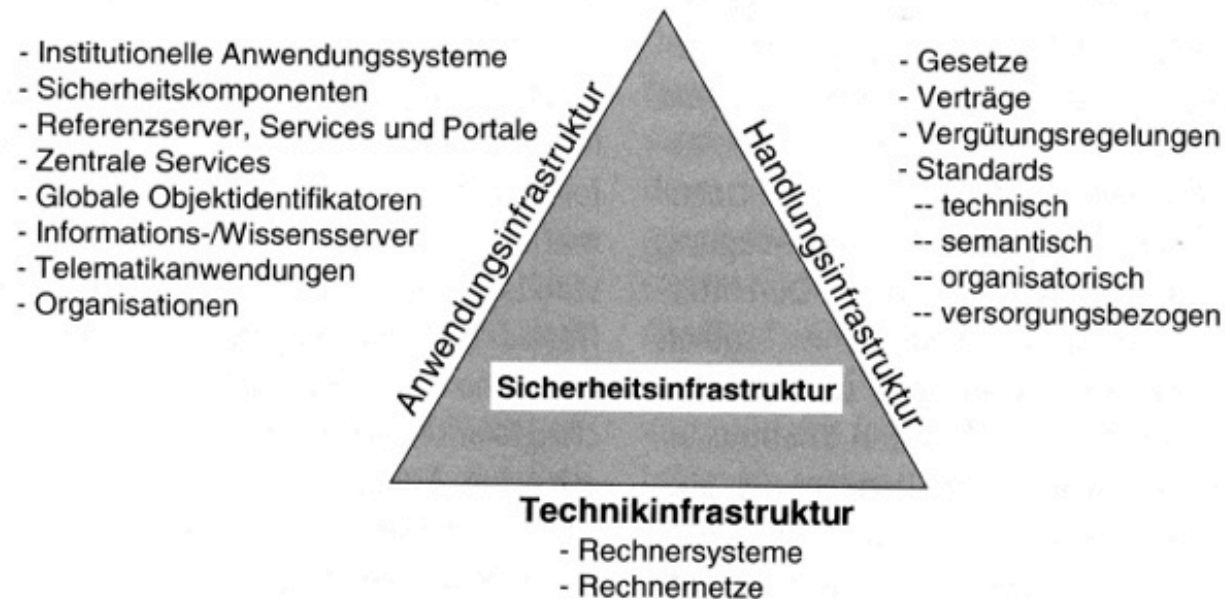 - Institutionelle Anwendungssysteme
- Sicherheitskomponenten
- Referenzserver, Services und Portale
- Zentrale Services
- Globale Objektidentifikatoren
- Informations-/Wissensserver
- Telematikanwendungen
- Organisationen
Anwendungsinfrastruktur
Handlungsinfrastruktur
- Gesetze
- Verträge
- Vergütungsregelungen
- Standards
-- technisch
-- semantisch
-- organisatorisch
-- versorgungsbezogen
Sicherheitsinfrastruktur
Technikinfrastruktur
- Rechnersysteme
- Rechnernetze